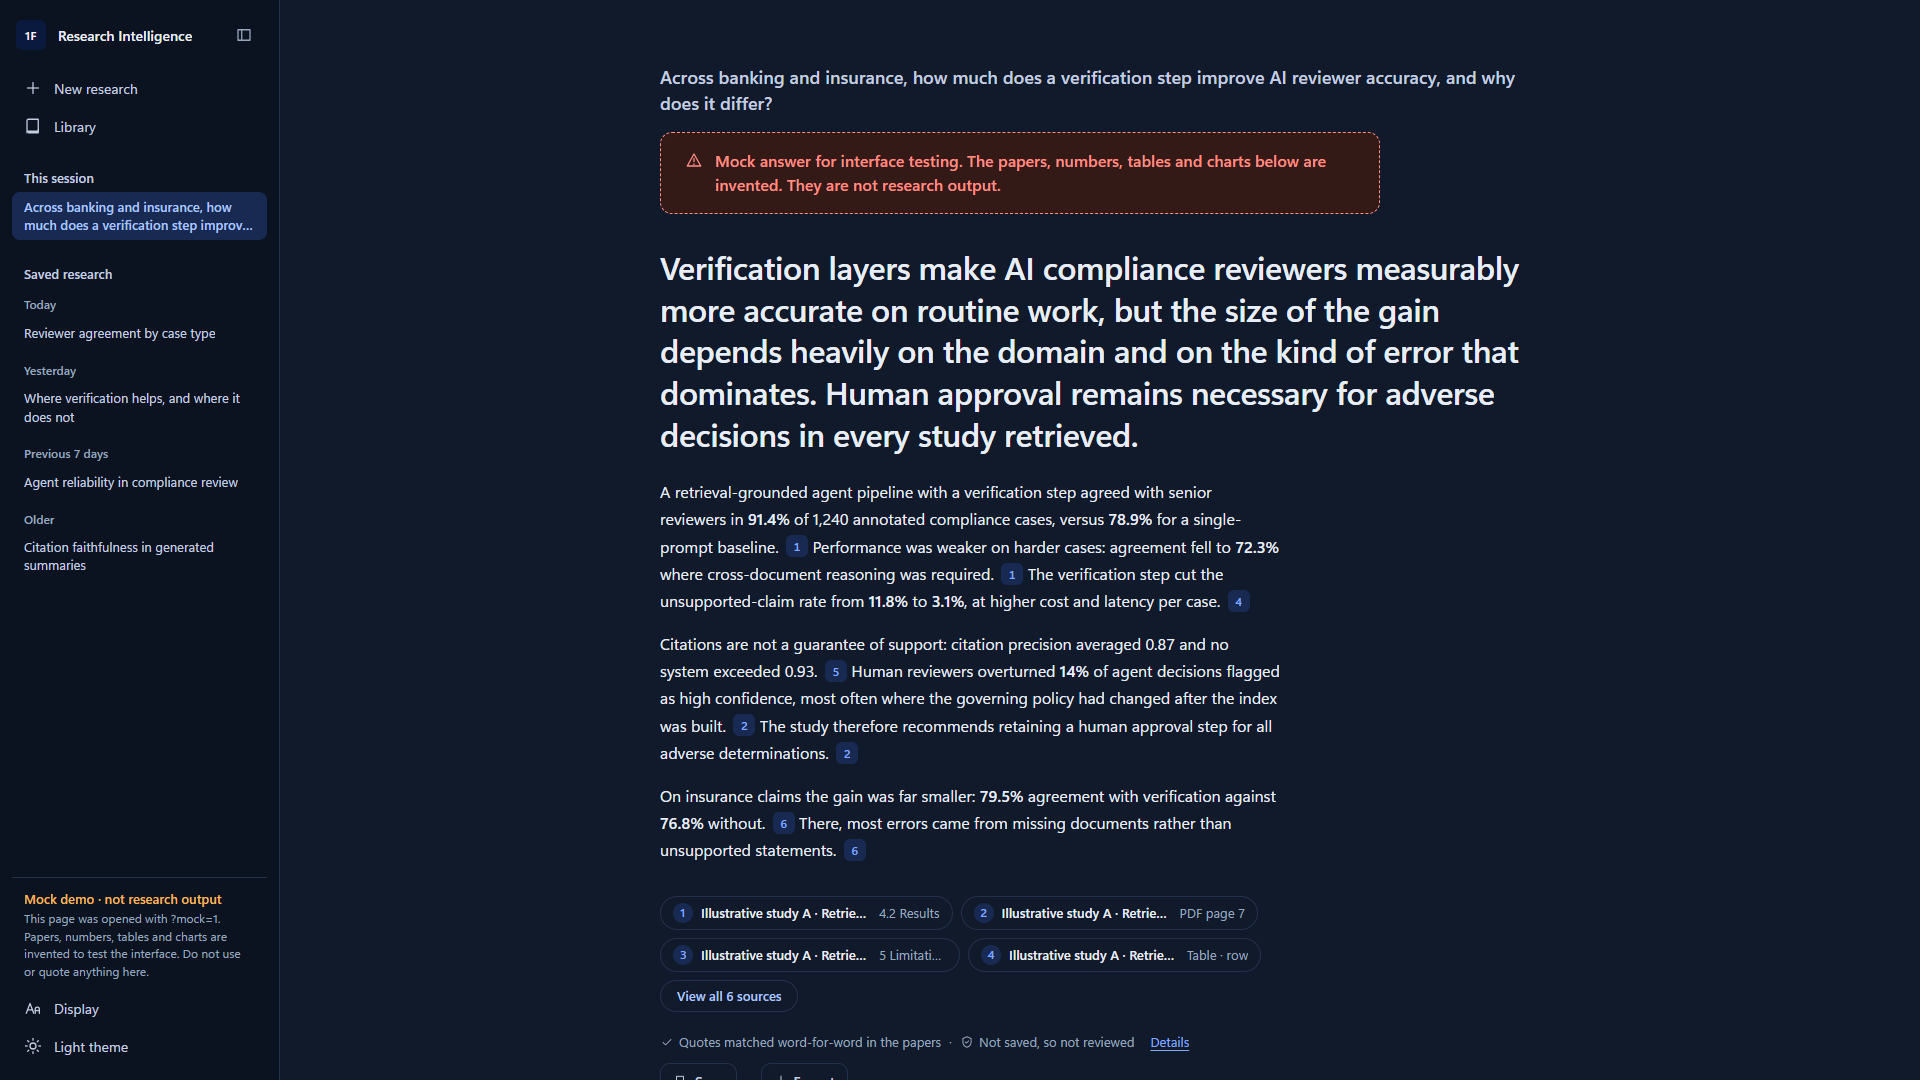 1F Research Intelligence
New research
Library
This session
Across banking and insurance, how
much does a verification step improv...
Saved research
Today
Reviewer agreement by case type
Yesterday
Where verification helps, and where it
does not
Previous 7 days
Agent reliability in compliance review
Older
Citation faithfulness in generated
summaries
Mock demo · not research output
This page was opened with ?mock=1.
Papers, numbers, tables and charts are
invented to test the interface. Do not use
or quote anything here.
Display
Light theme
Across banking and insurance, how much does a verification step improve AI reviewer accuracy, and why
does it differ?
Mock answer for interface testing. The papers, numbers, tables and charts below are
invented. They are not research output.
Verification layers make AI compliance reviewers measurably
more accurate on routine work, but the size of the gain
depends heavily on the domain and on the kind of error that
dominates. Human approval remains necessary for adverse
decisions in every study retrieved.
A retrieval-grounded agent pipeline with a verification step agreed with senior
reviewers in 91.4% of 1,240 annotated compliance cases, versus 78.9% for a single-
prompt baseline. 1 Performance was weaker on harder cases: agreement fell to 72.3%
where cross-document reasoning was required. 1 The verification step cut the
unsupported-claim rate from 11.8% to 3.1%, at higher cost and latency per case. 4
Citations are not a guarantee of support: citation precision averaged 0.87 and no
system exceeded 0.93. 5 Human reviewers overturned 14% of agent decisions flagged
as high confidence, most often where the governing policy had changed after the index
was built. 2 The study therefore recommends retaining a human approval step for all
adverse determinations. 2
On insurance claims the gain was far smaller: 79.5% agreement with verification against
76.8% without. 6 There, most errors came from missing documents rather than
unsupported statements. 6
1 Illustrative study A · Retrie... 4.2 Results 2 Illustrative study A · Retrie... PDF page 7
3 Illustrative study A · Retrie... 5 Limitati... 4 Illustrative study A · Retrie... Table · row
View all 6 sources
Quotes matched word-for-word in the papers · Not saved, so not reviewed Details